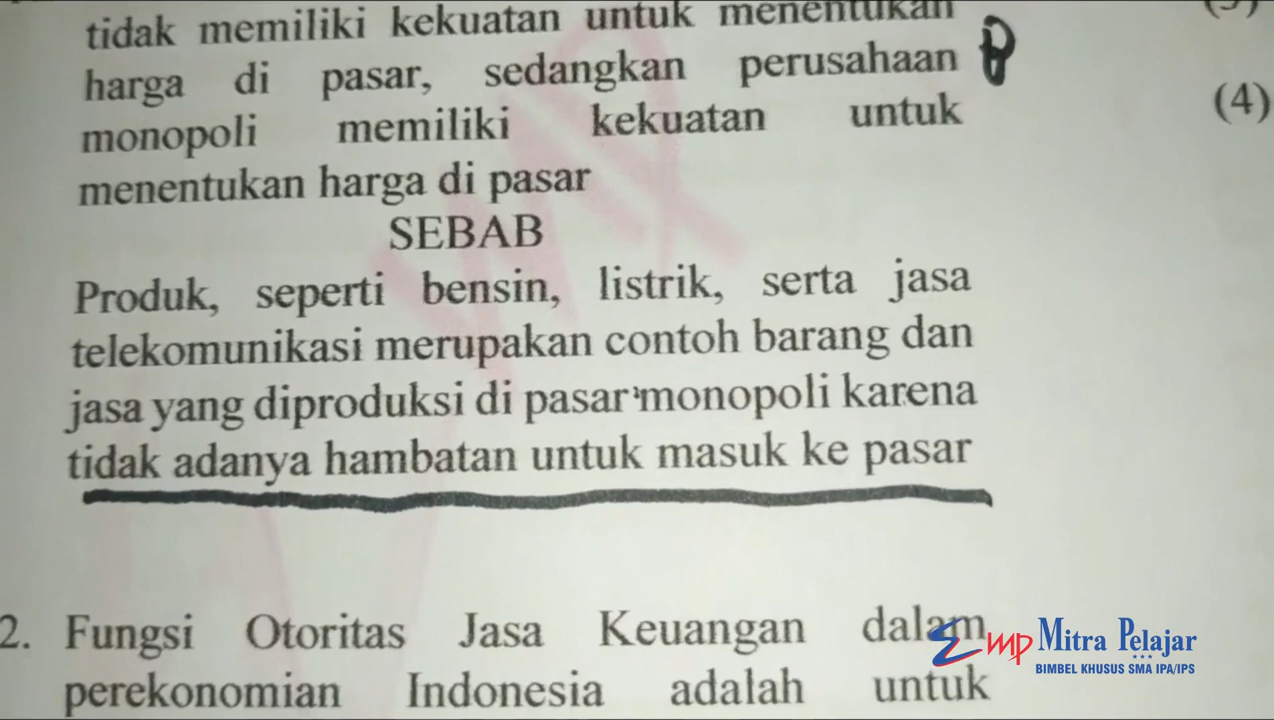 tidak memiliki kekuatan untuk menentukan
harga di pasar, sedangkan perusahaan
monopoli memiliki kekuatan untuk
menentukan harga di pasar
SEBAB
Produk, seperti bensin, listrik, serta jasa
telekomunikasi merupakan contoh barang dan
jasa yang diproduksi di pasar monopoli karena
tidak adanya hambatan untuk masuk ke pasar
2. Fungsi Otoritas Jasa Keuangan dalam
perekonomian Indonesia adalah untuk
(4)
emp Mitra Pelajar
BIMBEL KHUSUS SMA IPA/IPS